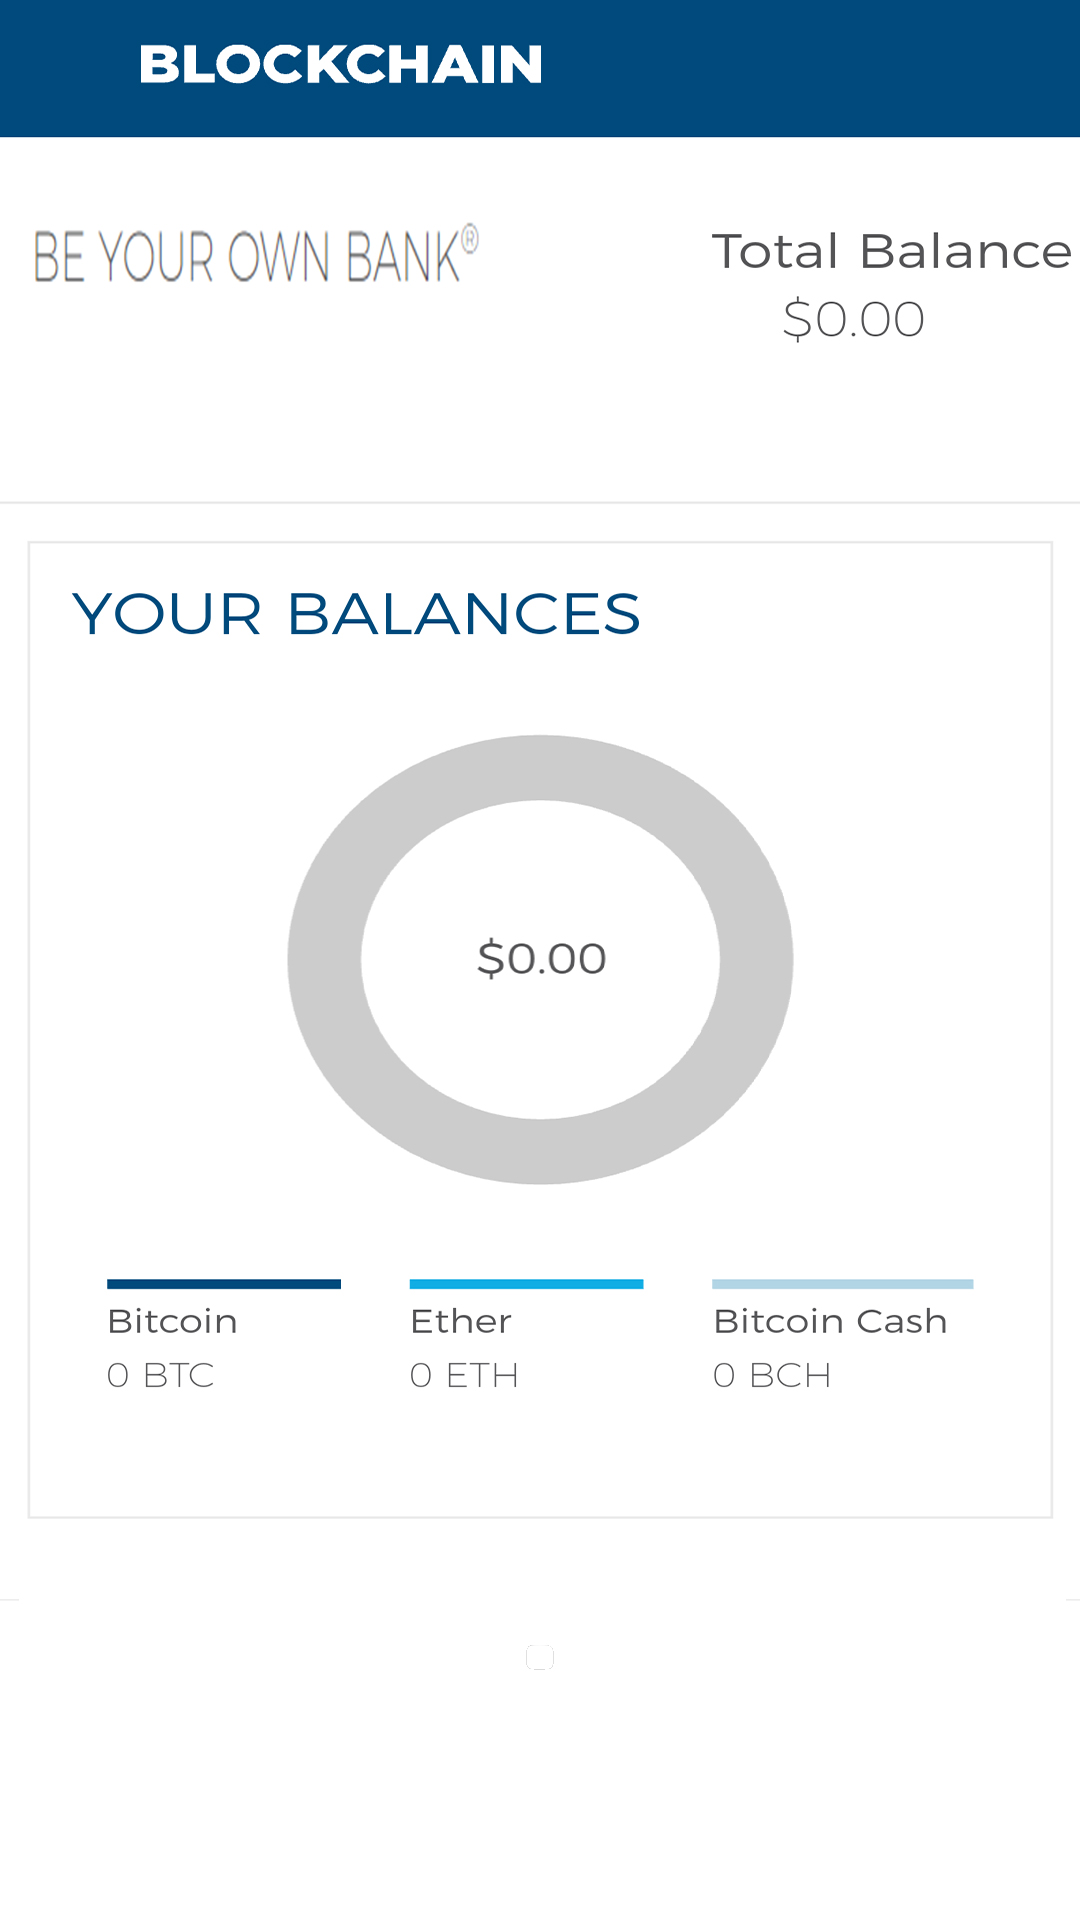 BLOCKCHAIN
BE YOUR OWN BANK®
Total Balance
$0.00
YOUR BALANCES
$0.00
Bitcoin
0 BTC
Ether
0 ETH
Bitcoin Cash
0 BCH